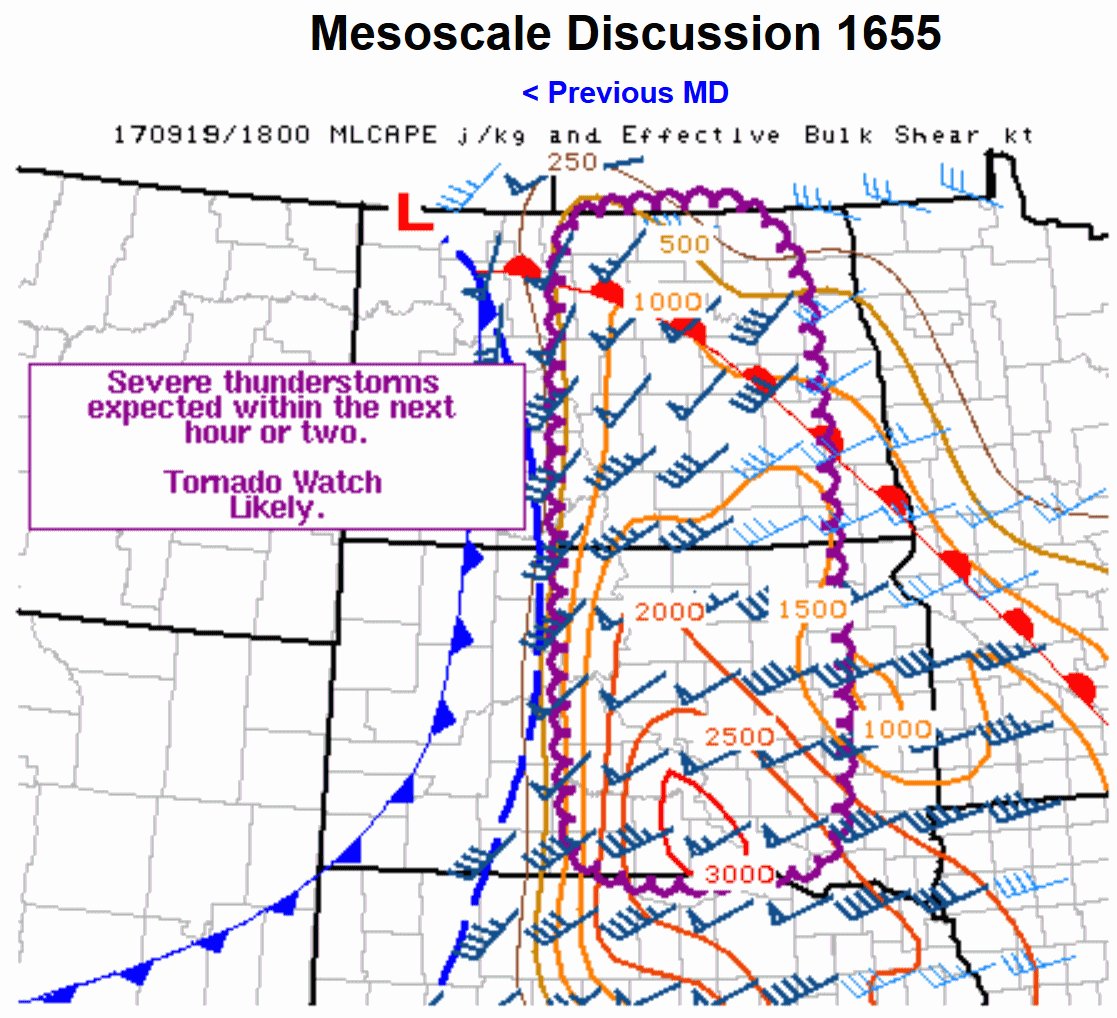 Mesoscale Discussion 1655
< Previous MD
170919/1800 MLCAPE j/kg and Effective Bulk Shear kt
250
L
500
1000
Severe thunderstorms
expected within the next
hour or two.
Tornado Watch
Likely.
2000
1500
1000
2500
3000